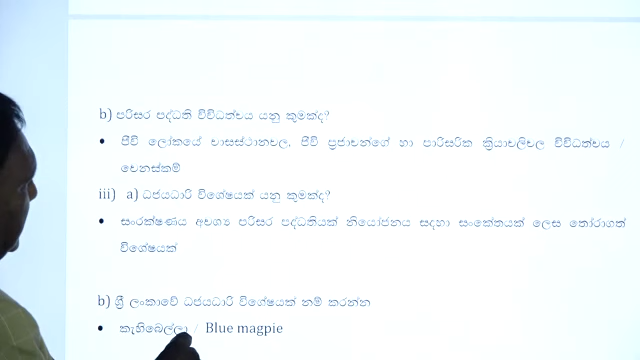 b) පරිසර පද්ධති විවිධත්වය යනු කුමක්ද?
• ජීවී ලෝකයේ වාසස්ථානවල, ජීවී ප්‍රජාවන්ගේ හා පාරිසරික ක්‍රියාවලිවල විවිධත්වය /
වෙනස්කම්
iii) a) ධජයධාරී විශේෂයක් යනු කුමක්ද?
• සංරක්ෂණය අවශ්‍ය පරිසර පද්ධතියක් නියෝජනය සඳහා සංකේතයක් ලෙස තෝරාගත්
විශේෂයක්
b) ශ්‍රී ලංකාවේ ධජයධාරී විශේෂයක් නම් කරන්න
• කැහිබෙල්ලා / Blue magpie